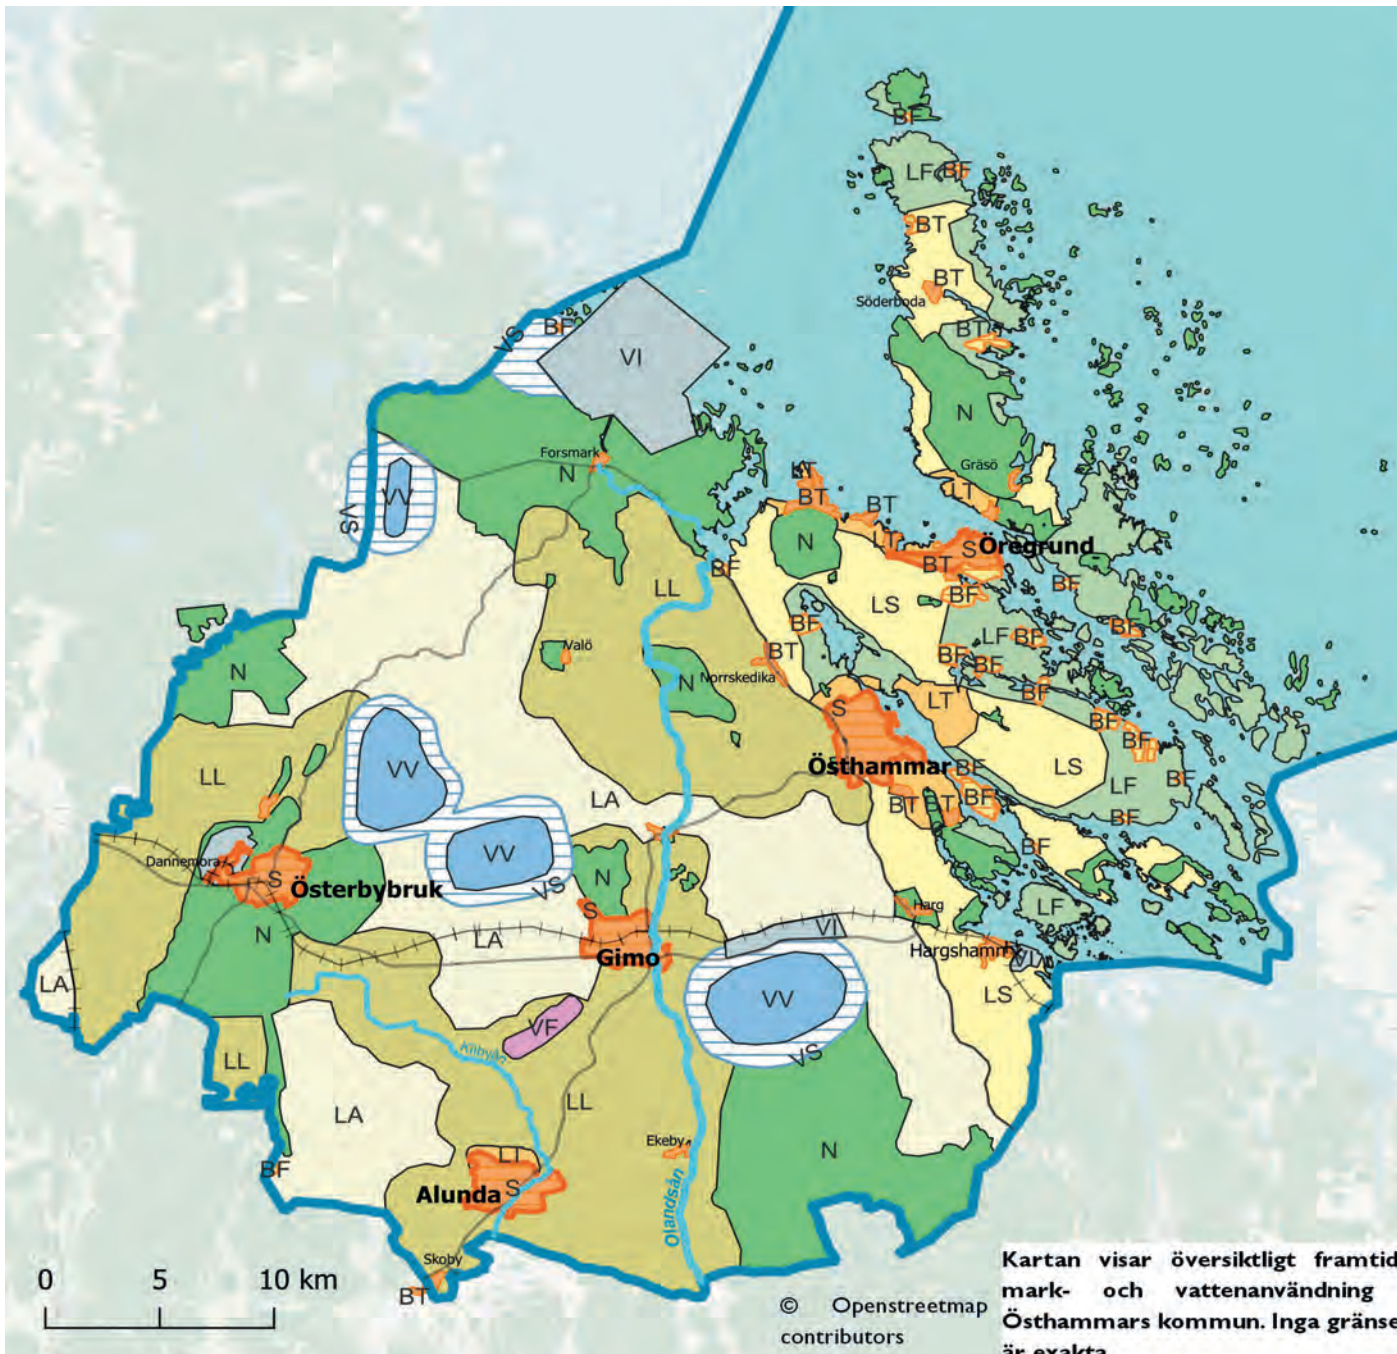 BF
LF BF
BT
BT
Söderboda
BT
VS BF
VI
N
Gräsö
LT
Forsmark
N
BT
BT
LT
N
S Öregrund
BT
VV
VS
BF
LL
BF
BF
LS
BF
LF BF
BF
BF
BF
BF
Valö
BT
Norrskedika
N
N
LT
S
BF
BF
Östhammar
BF
LS
BF
LF
BF
BT BT
BF
LL
VV
LA
BF
VV
VS
Dannemora
S
Österbybruk
N
S
Harg
LF
N
LA
VI
Gimo
Hargshamn
VI
LA
VV
LS
VF
VS
Kilbyån
LL
LA
LL
Ekeby
N
BF
LT
S
Alunda
Olandsån
Skoby
BT
0 5 10 km
© Openstreetmap
contributors
Kartan visar översiktligt framtid
mark- och vattenanvändning
Östhammars kommun. Inga gränse
är exakta